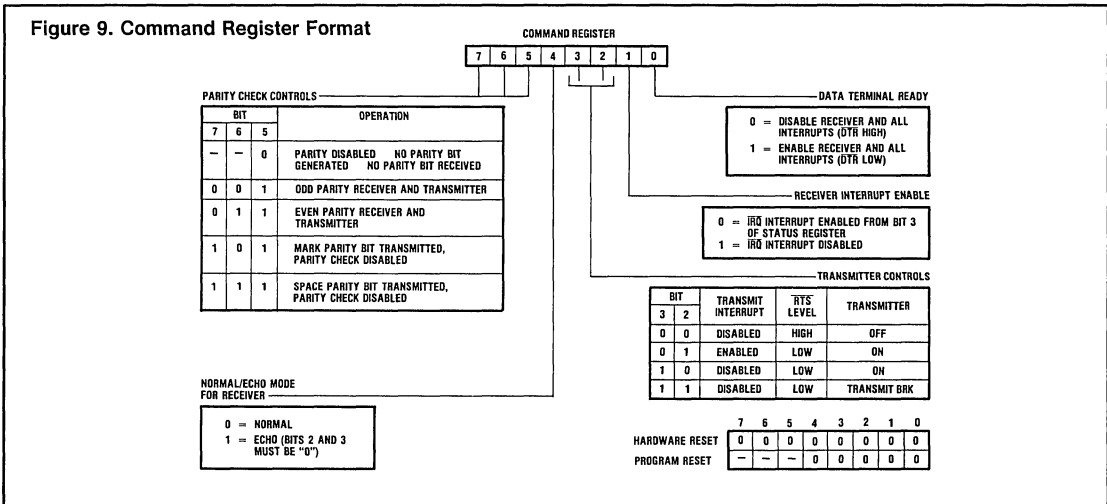 Figure 9. Command Register Format
COMMAND REGISTER
7 6 5 4 3 2 1 0
PARITY CHECK CONTROLS
BIT OPERATION
7 6 5
— — 0 PARITY DISABLED NO PARITY BIT
GENERATED NO PARITY BIT RECEIVED
0 0 1 ODD PARITY RECEIVER AND TRANSMITTER
0 1 1 EVEN PARITY RECEIVER AND
TRANSMITTER
1 0 1 MARK PARITY BIT TRANSMITTED,
PARITY CHECK DISABLED
1 1 1 SPACE PARITY BIT TRANSMITTED,
PARITY CHECK DISABLED
NORMAL/ECHO MODE
FOR RECEIVER
0 = NORMAL
1 = ECHO (BITS 2 AND 3
MUST BE "0")
DATA TERMINAL READY
0 = DISABLE RECEIVER AND ALL
INTERRUPTS (D̅T̅R̅ HIGH)
1 = ENABLE RECEIVER AND ALL
INTERRUPTS (D̅T̅R̅ LOW)
RECEIVER INTERRUPT ENABLE
0 = I̅R̅Q̅ INTERRUPT ENABLED FROM BIT 3
OF STATUS REGISTER
1 = I̅R̅Q̅ INTERRUPT DISABLED
TRANSMITTER CONTROLS
BIT TRANSMIT R̅T̅S̅ TRANSMITTER
3 2 INTERRUPT LEVEL
0 0 DISABLED HIGH OFF
0 1 ENABLED LOW ON
1 0 DISABLED LOW ON
1 1 DISABLED LOW TRANSMIT BRK
7 6 5 4 3 2 1 0
HARDWARE RESET 0 0 0 0 0 0 0 0
PROGRAM RESET — — — 0 0 0 0 0